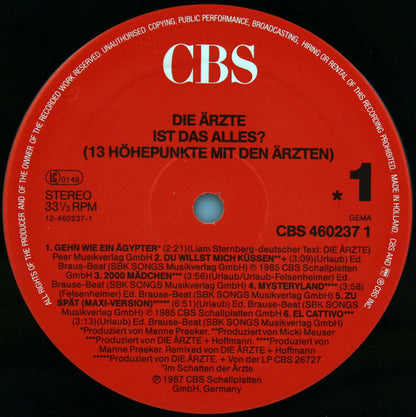 ALL RIGHTS OF THE PRODUCER AND OF THE OWNER OF THE RECORDED WORK RESERVED. UNAUTHORISED COPYING, PUBLIC PERFORMANCE, BROADCASTING, HIRING OR RENTAL OF THIS RECORDING PROHIBITED. MADE IN HOLLAND CBS INC
CBS
DIE ÄRZTE
IST DAS ALLES?
(13 HÖHEPUNKTE MIT DEN ÄRZTEN)
LC 0149
STEREO
33⅓ RPM
12-460237-1
*1
GEMA
CBS 460237 1
1. GEHN WIE EIN ÄGYPTER* (2:21)(Liam Sternberg-deutscher Text: DIE ÄRZTE)
Peer Musikverlag GmbH) 2. DU WILLST MICH KÜSSEN**+ (3:09)(Urlaub) Ed.
Braus-Beat (SBK SONGS Musikverlag GmbH) ℗ 1985 CBS Schallplatten
GmbH 3. 2000 MÄDCHEN*** (3:56)(Urlaub/Urlaub-Felsenheimer) Ed.
Brause-Beat (SBK SONGS Musikverlag GmbH) 4. MYSTERYLAND**** (3:58)
(Felsenheimer) Ed. Brause-Beat (SBK SONGS Musikverlag GmbH) 5. ZU
SPÄT (MAXI-VERSION)***** (6:51)(Urlaub) Ed. Brause-Beat (SBK SONGS
Musikverlag GmbH) ℗ 1985 CBS Schallplatten GmbH 6. EL CATTIVO***
(3:13)(Urlaub) Ed. Brause-Beat (SBK SONGS Musikverlag GmbH)
*Produziert von Manne Praeker. **Produziert von Micki Meuser
***Produziert von DIE ÄRZTE + Hoffmann. ****Produziert von
Manne Praeker. Remixed von DIE ÄRZTE + Hoffmann
*****Produziert von DIE ÄRZTE. + Von der LP CBS 26727
"Im Schatten der Ärzte"
℗ 1987 CBS Schallplatten
GmbH, Germany